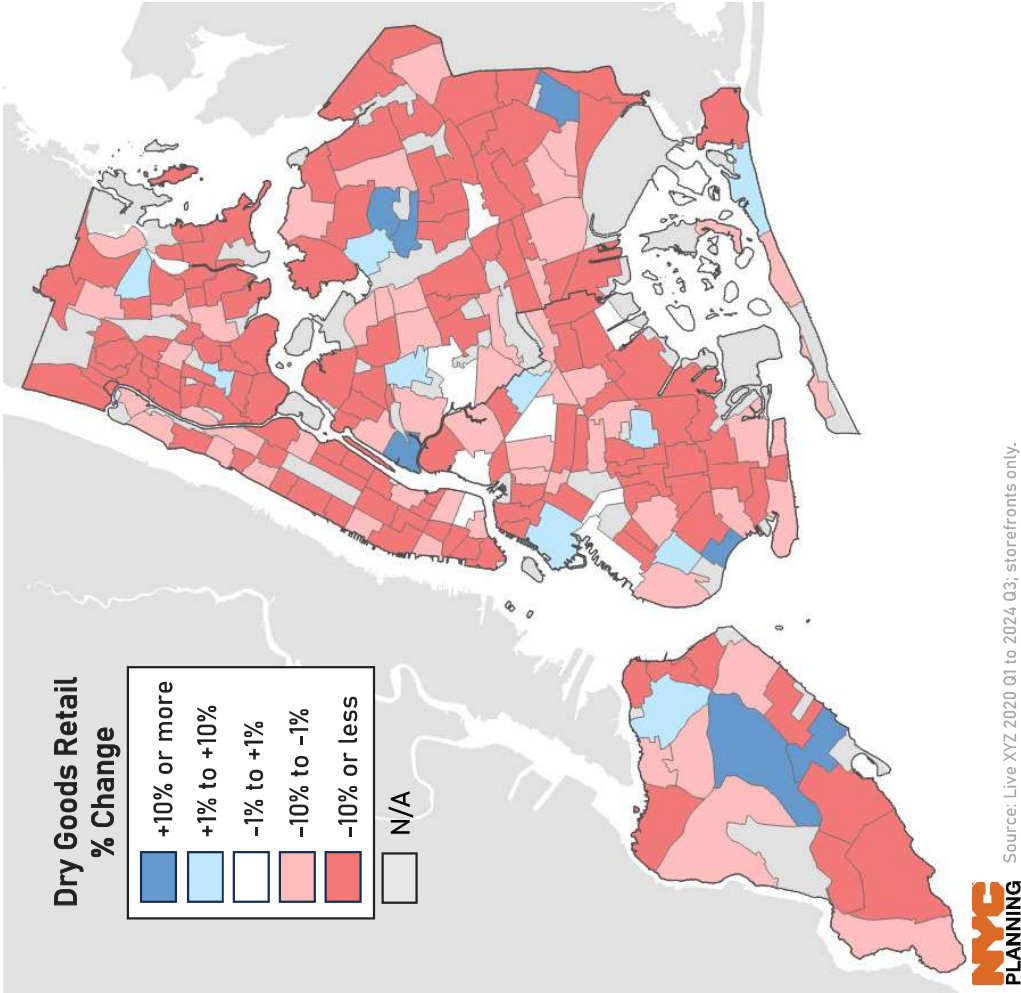 Dry Goods Retail
% Change
+10% or more
+1% to +10%
-1% to +1%
-10% to -1%
-10% or less
N/A
NYC
PLANNING
Source: Live XYZ 2020 Q1 to 2024 Q3; storefronts only.